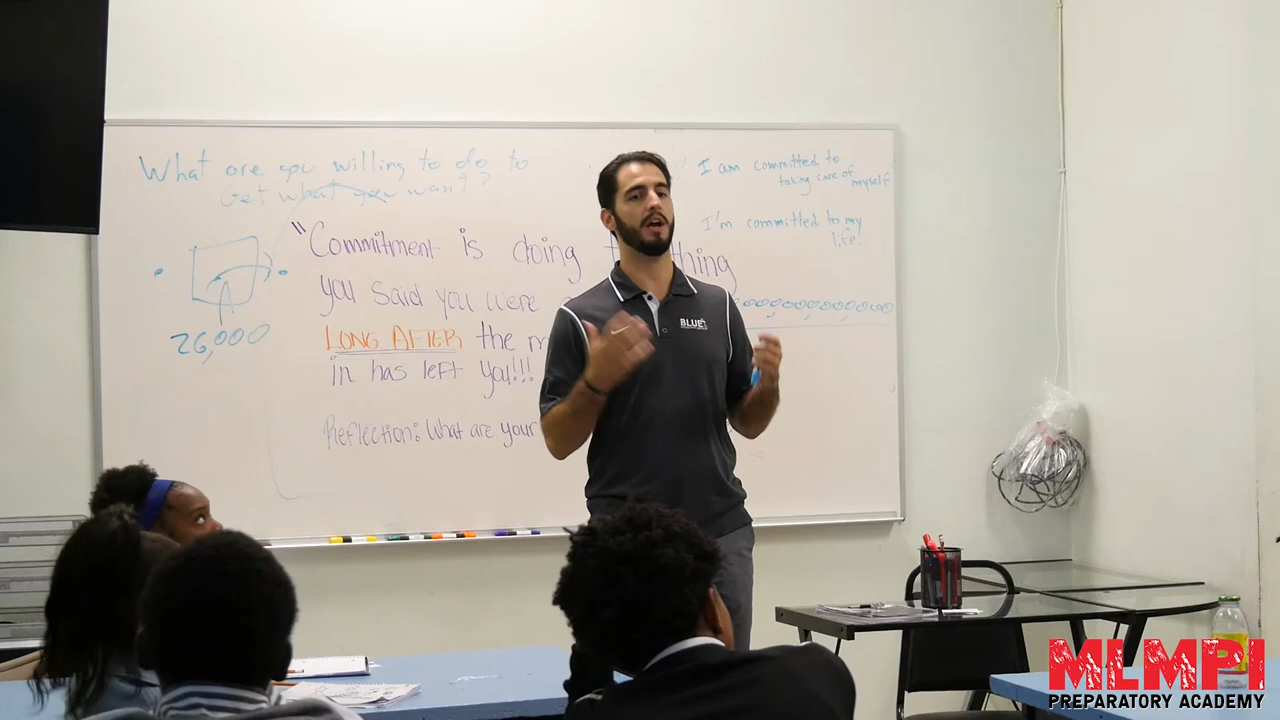 What are you willing to do to
Get what you want??
I am committed to
taking care of myself
I'm committed to my
life!
"Commitment is doing thing
you said you were
LONG AFTER the
in has left you!!!
Reflection: What are your
26,000
BLUE
MLMPI
PREPARATORY ACADEMY